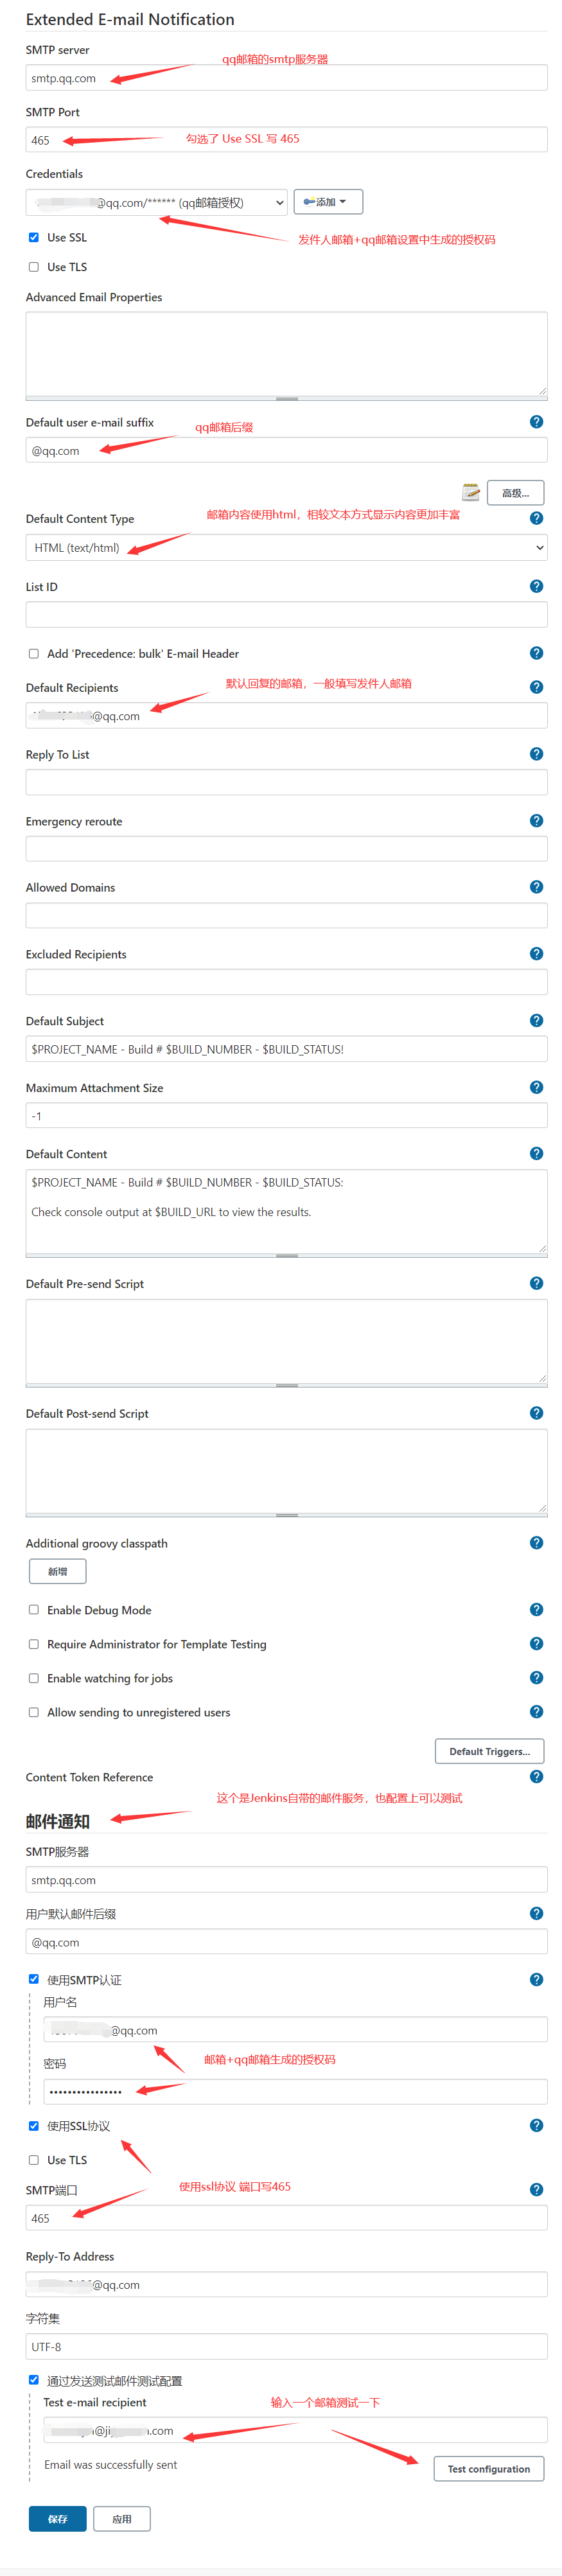 Extended E-mail Notification
SMTP server
qq邮箱的smtp服务器
smtp.qq.com
SMTP Port
465
勾选了 Use SSL 写 465
Credentials
@qq.com/****** (qq邮箱授权)
添加
Use SSL
发件人邮箱+qq邮箱设置中生成的授权码
Use TLS
Advanced Email Properties
Default user e-mail suffix
qq邮箱后缀
@qq.com
高级...
邮箱内容使用html，相较文本方式显示内容更加丰富
Default Content Type
HTML (text/html)
List ID
Add 'Precedence: bulk' E-mail Header
默认回复的邮箱，一般填写发件人邮箱
Default Recipients
@qq.com
Reply To List
Emergency reroute
Allowed Domains
Excluded Recipients
Default Subject
$PROJECT_NAME - Build # $BUILD_NUMBER - $BUILD_STATUS!
Maximum Attachment Size
-1
Default Content
$PROJECT_NAME - Build # $BUILD_NUMBER - $BUILD_STATUS:
Check console output at $BUILD_URL to view the results.
Default Pre-send Script
Default Post-send Script
Additional groovy classpath
新增
Enable Debug Mode
Require Administrator for Template Testing
Enable watching for jobs
Allow sending to unregistered users
Default Triggers...
Content Token Reference
这个是Jenkins自带的邮件服务，也配置上可以测试
邮件通知
SMTP服务器
smtp.qq.com
用户默认邮件后缀
@qq.com
使用SMTP认证
用户名
@qq.com
邮箱+qq邮箱生成的授权码
密码
••••••••••••••••
使用SSL协议
Use TLS
使用ssl协议 端口写465
SMTP端口
465
Reply-To Address
@qq.com
字符集
UTF-8
通过发送测试邮件测试配置
Test e-mail recipient
输入一个邮箱测试一下
.com
Email was successfully sent
Test configuration
保存
应用